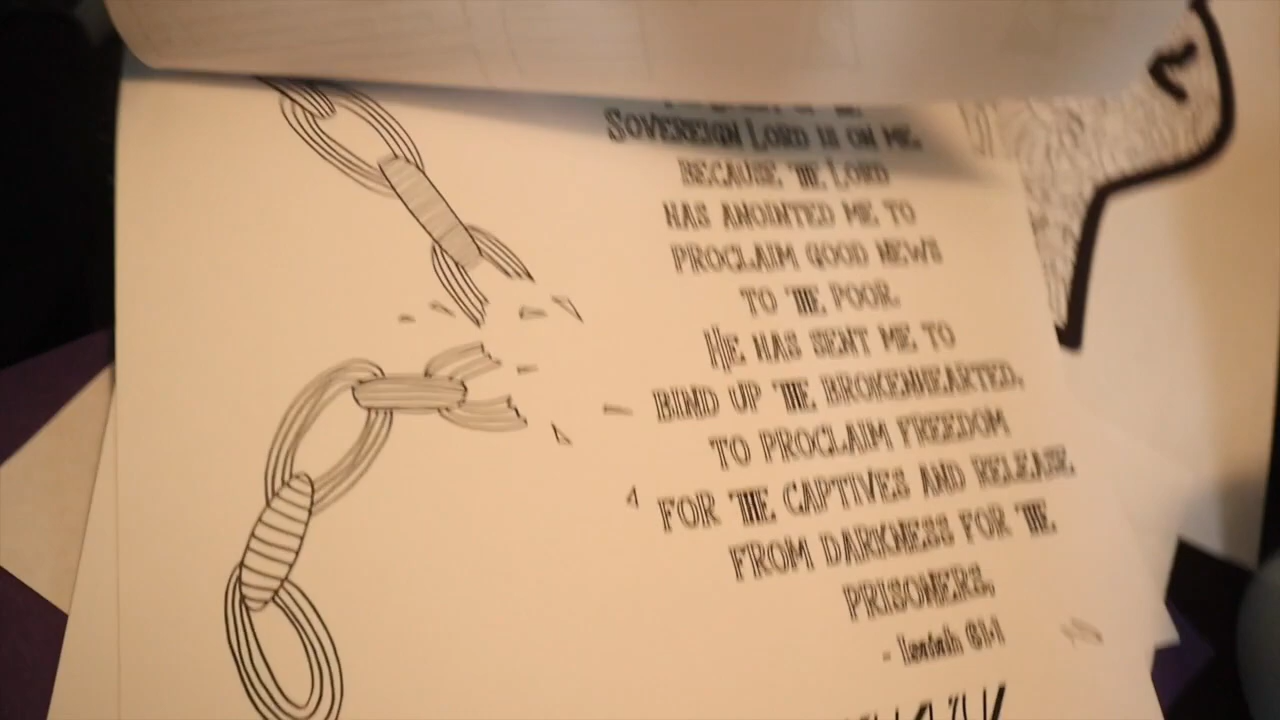 SOVEREIGN LORD IS ON ME,
BECAUSE THE LORD
HAS ANOINTED ME TO
PROCLAIM GOOD NEWS
TO THE POOR.
HE HAS SENT ME TO
BIND UP THE BROKENHEARTED,
TO PROCLAIM FREEDOM
FOR THE CAPTIVES AND RELEASE
FROM DARKNESS FOR THE
PRISONERS,
- Isaiah 61:1